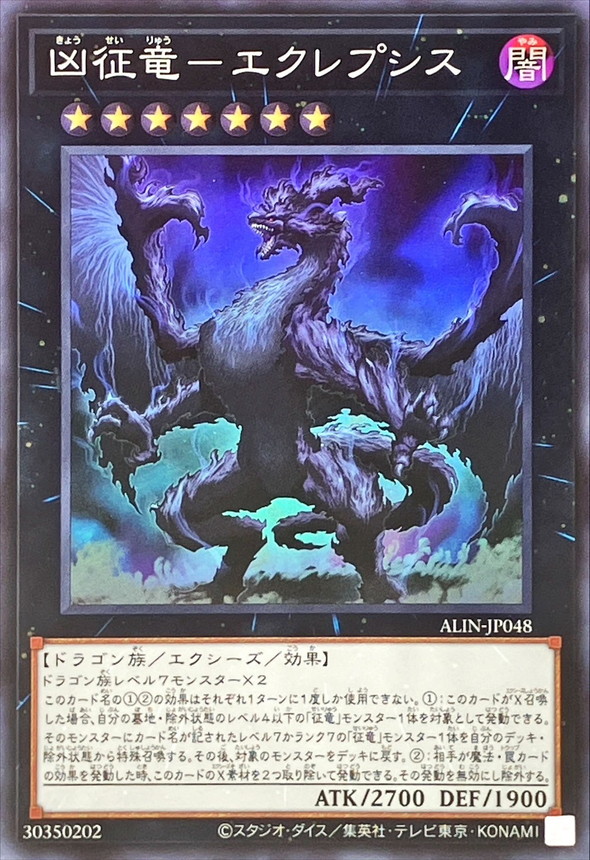 凶征竜－エクレプシス
闇
ALIN-JP048
【ドラゴン族／エクシーズ／効果】
ドラゴン族レベル7モンスター×2
このカード名の①②の効果はそれぞれ1ターンに1度しか使用できない。①：このカードがX召喚
した場合、自分の墓地・除外状態のレベル4以下の「征竜」モンスター1体を対象として発動できる。
そのモンスターにカード名が記されたレベル7かランク7の「征竜」モンスター1体を自分のデッキ・
除外状態から特殊召喚する。その後、対象のモンスターをデッキに戻す。②：相手が魔法・罠カード
の効果を発動した時、このカードのX素材を2つ取り除いて発動できる。その発動を無効にし除外する。
ATK/2700 DEF/1900
30350202
©スタジオ・ダイス／集英社・テレビ東京・KONAMI